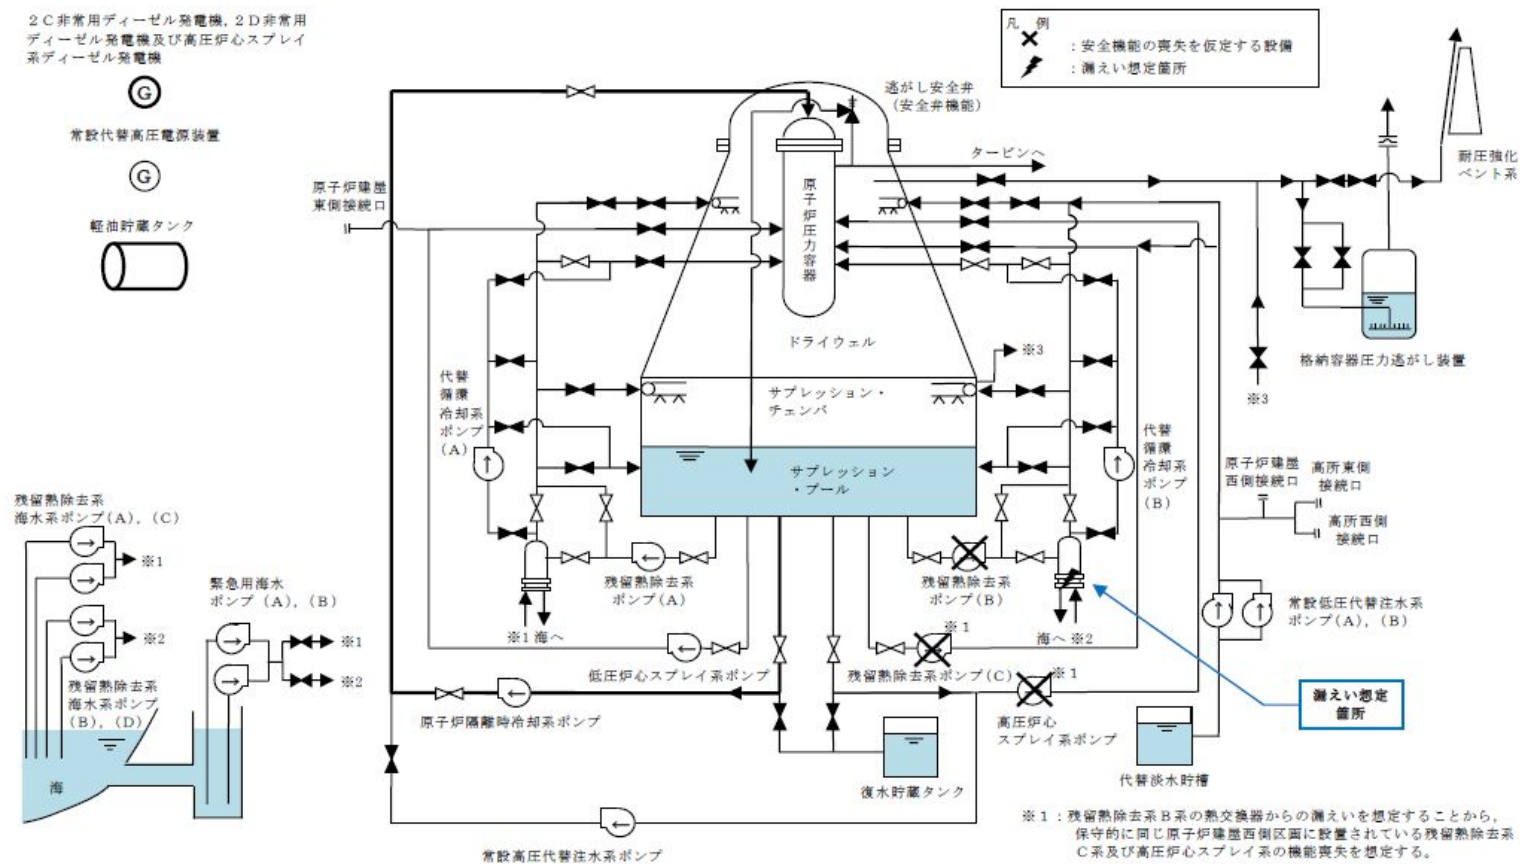 2C非常用ディーゼル発電機,2D非常用
ディーゼル発電機及び高圧炉心スプレイ
系ディーゼル発電機
G
常設代替高圧電源装置
G
軽油貯蔵タンク
凡 例
:安全機能の喪失を仮定する設備
:漏えい想定箇所
逃がし安全弁
(安全弁機能)
タービンへ
耐圧強化
ベント系
原子炉建屋
東側接続口
原子炉圧力容器
ドライウェル
※3
格納容器圧力逃がし装置
※3
代替
循環
冷却系
ポンプ
(A)
サプレッション・
チェンバ
サプレッション
・プール
代替
循環
冷却系
ポンプ
(B)
原子炉建屋
西側接続口
高所東側
接続口
高所西側
接続口
残留熱除去系
海水系ポンプ(A),(C)
※1
※2
残留熱除去系
海水系ポンプ
(B),(D)
海
緊急用海水
ポンプ(A),(B)
※1
※2
残留熱除去系
ポンプ(A)
残留熱除去系
ポンプ(B)
※1 海へ
海へ ※2
常設低圧代替注水系
ポンプ(A),(B)
低圧炉心スプレイ系ポンプ
※1
残留熱除去系ポンプ(C)
※1
漏えい想定
箇所
原子炉隔離時冷却系ポンプ
高圧炉心
スプレイ系ポンプ
復水貯蔵タンク
代替淡水貯槽
常設高圧代替注水系ポンプ
※1:残留熱除去系B系の熱交換器からの漏えいを想定することから,
保守的に同じ原子炉建屋西側区画に設置されている残留熱除去系
C系及び高圧炉心スプレイ系の機能喪失を想定する。